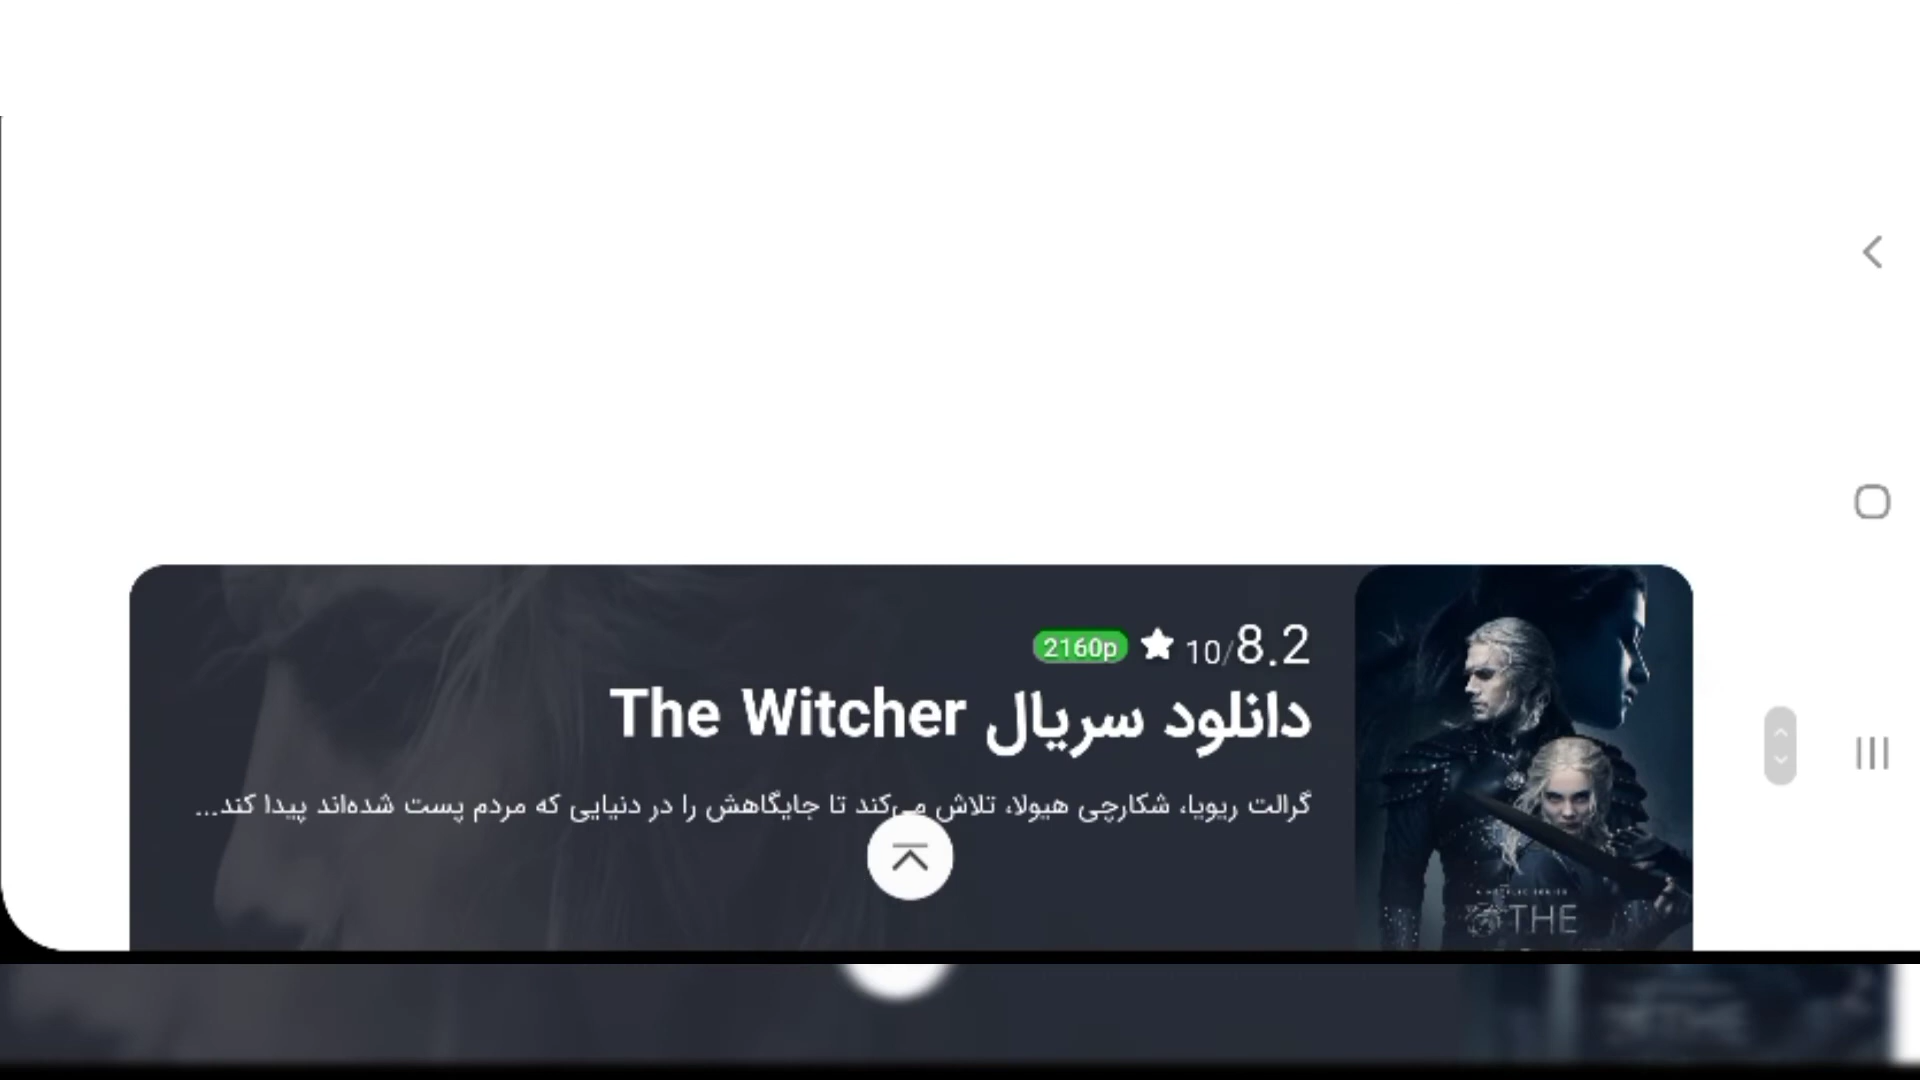 8.2/10 ★ 2160p
دانلود سریال The Witcher
گرالت ریویا، شکارچی هیولا، تلاش می‌کند تا جایگاهش را در دنیایی که مردم پست شده‌اند پیدا کند...
THE